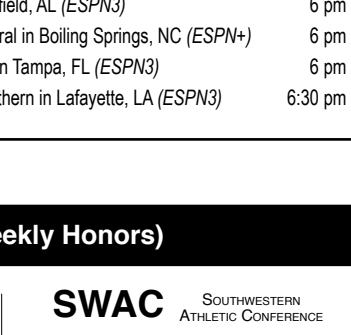 field, AL (ESPN3) 6 pm
ral in Boiling Springs, NC (ESPN+) 6 pm
n Tampa, FL (ESPN3) 6 pm
thern in Lafayette, LA (ESPN3) 6:30 pm
eekly Honors)
SWAC SOUTHWESTERN
ATHLETIC CONFERENCE